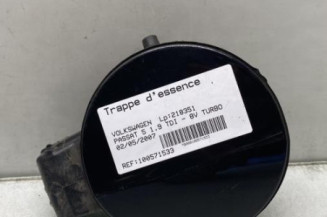 Trappe d'essence
VOLKSWAGEN Lp:218351
PASSAT 5 1.9 TDI - 8V TURBO
02/05/2007
REF:100571533